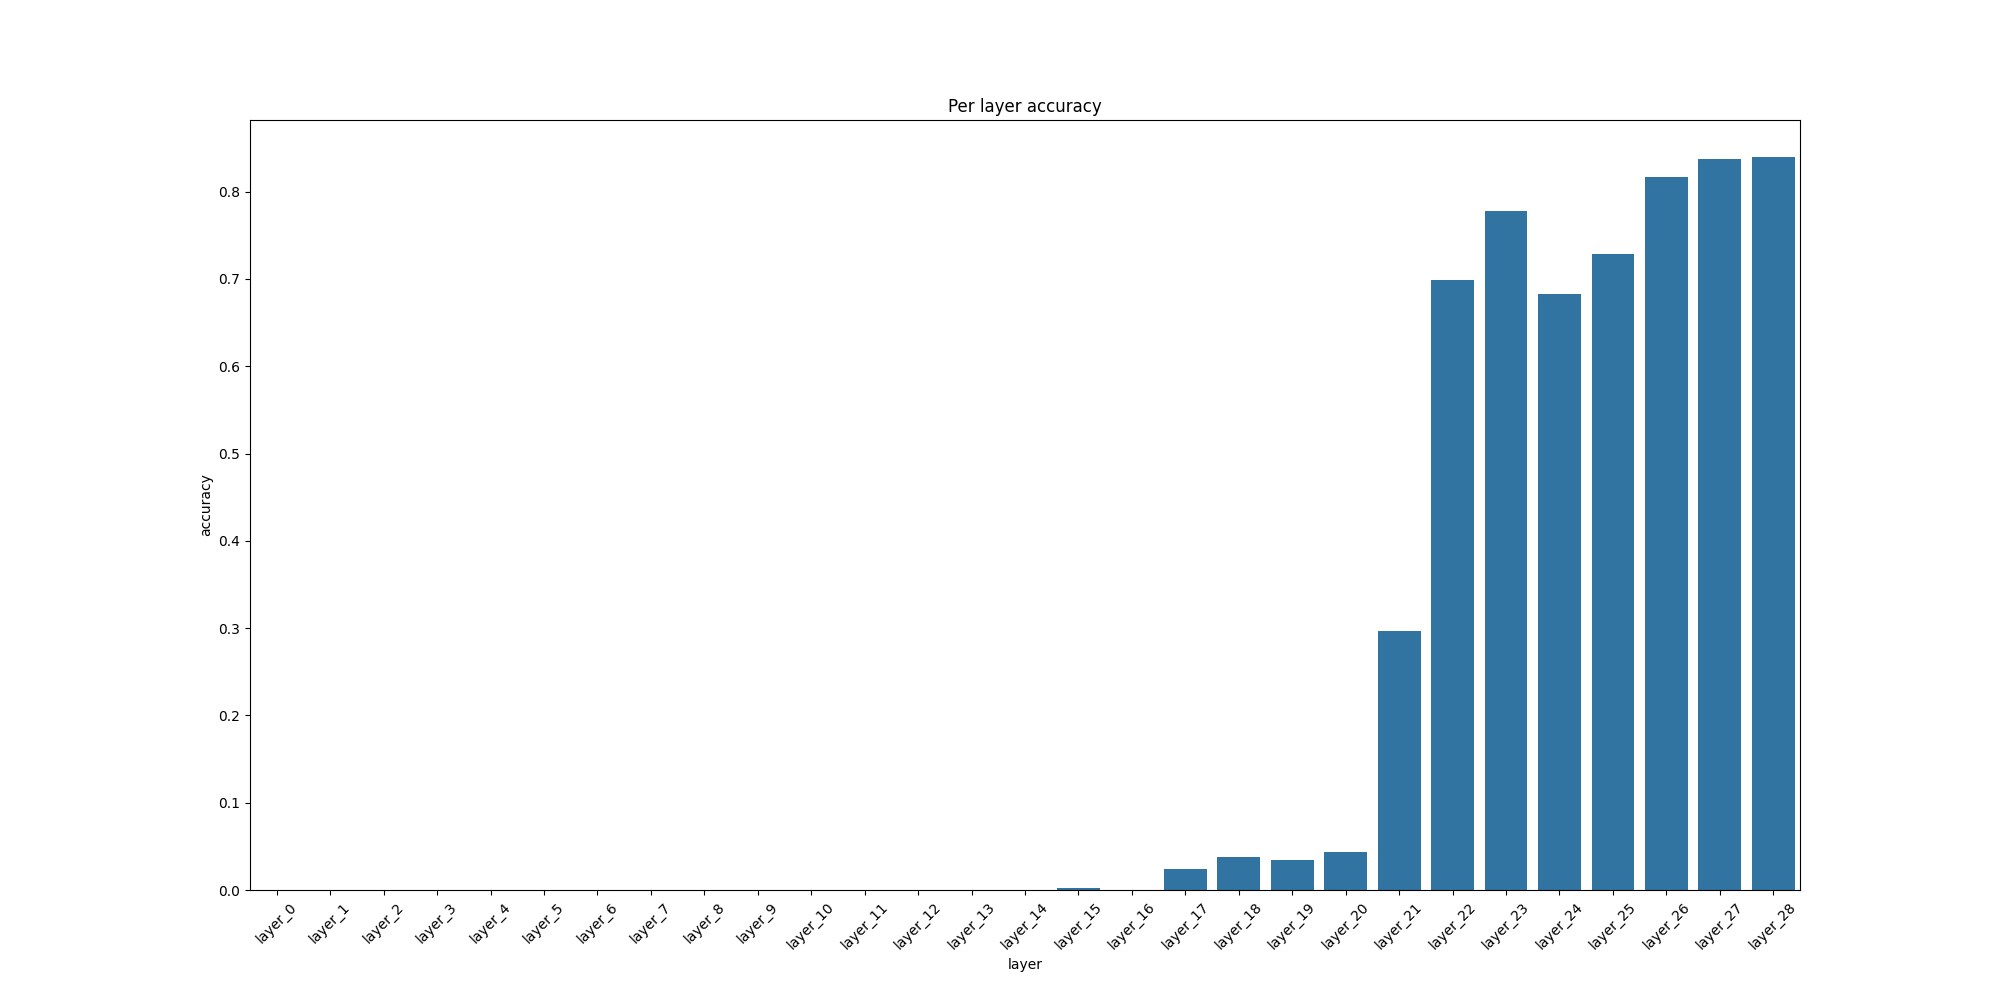 Per layer accuracy
accuracy
0.8
0.7
0.6
0.5
0.4
0.3
0.2
0.1
0.0
layer_0
layer_1
layer_2
layer_3
layer_4
layer_5
layer_6
layer_7
layer_8
layer_9
layer_10
layer_11
layer_12
layer_13
layer_14
layer_15
layer_16
layer_17
layer_18
layer_19
layer_20
layer_21
layer_22
layer_23
layer_24
layer_25
layer_26
layer_27
layer_28
layer